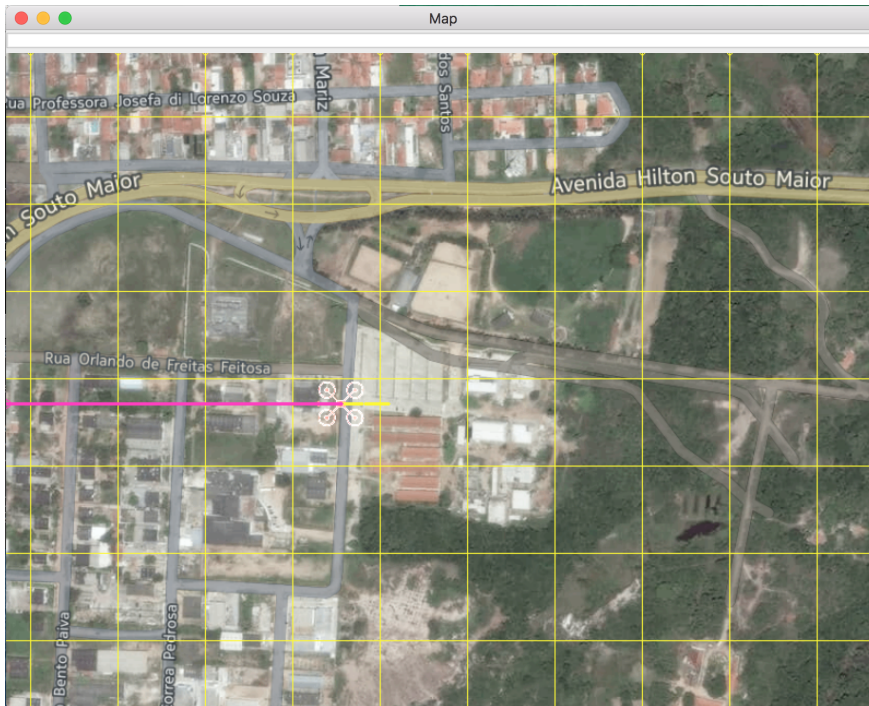 Map
Mariz
dos Santos
Rua Professora Josefa di Lorenzo Souza
Avenida Hilton Souto Maior
Souto Maior
Rua Orlando de Freitas Feitosa
Bento Paiva
Pedrosa